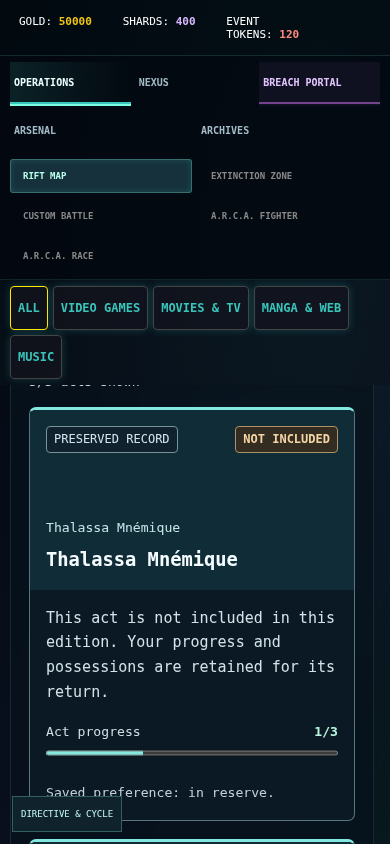 GOLD: 50000
SHARDS: 400
EVENT
TOKENS: 120
OPERATIONS
NEXUS
BREACH PORTAL
ARSENAL
ARCHIVES
RIFT MAP
EXTINCTION ZONE
CUSTOM BATTLE
A.R.C.A. FIGHTER
A.R.C.A. RACE
ALL
VIDEO GAMES
MOVIES & TV
MANGA & WEB
MUSIC
PRESERVED RECORD
NOT INCLUDED
Thalassa Mnémique
Thalassa Mnémique
This act is not included in this
edition. Your progress and
possessions are retained for its
return.
Act progress
1/3
Saved preference: in reserve.
DIRECTIVE & CYCLE